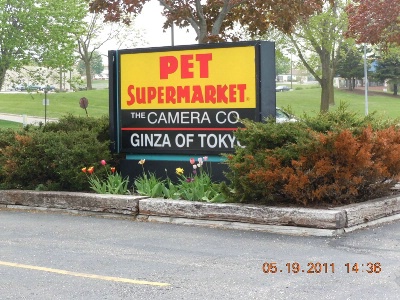 PET
SUPERMARKET
THE CAMERA CO.
GINZA OF TOKYO
05.19.2011 14:36